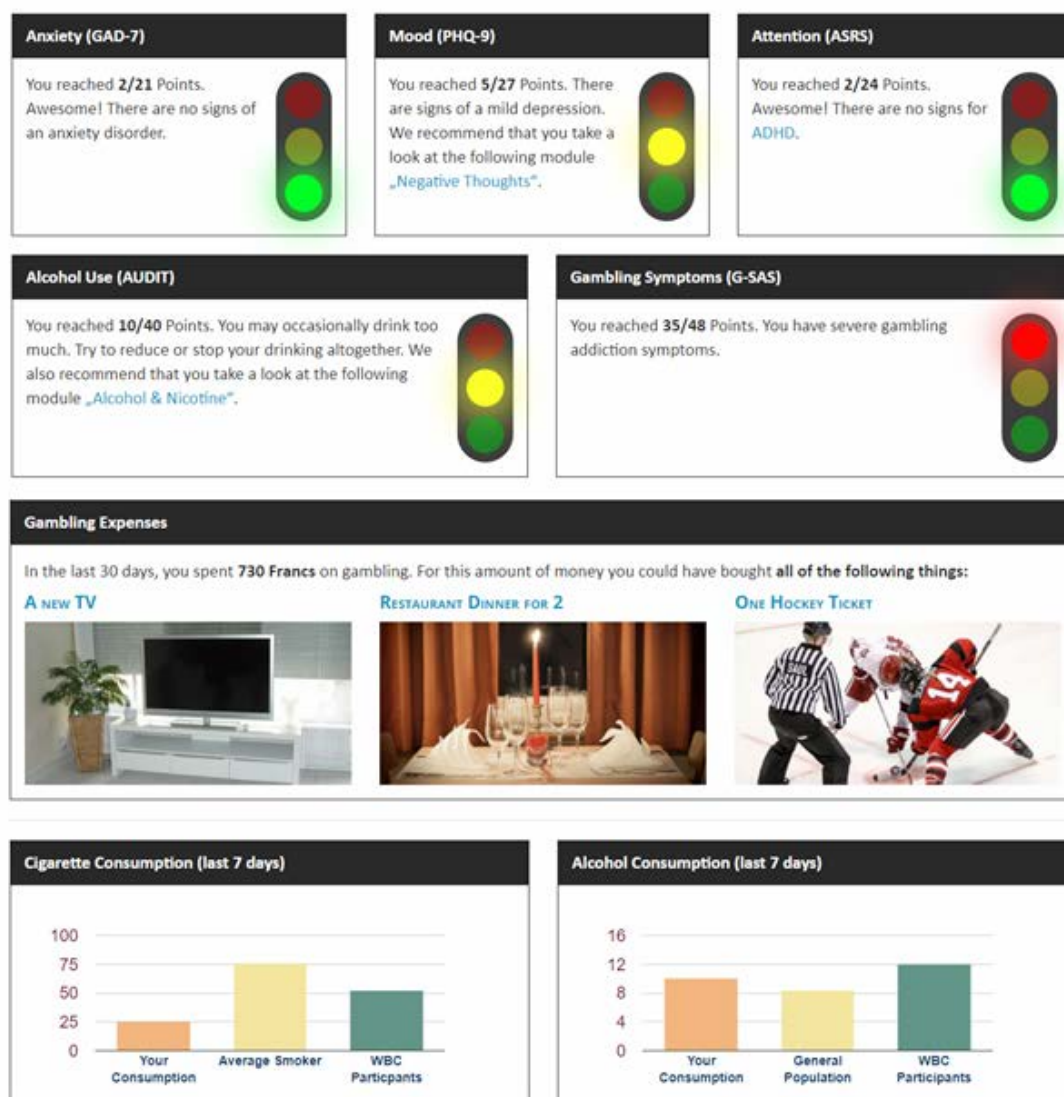 Anxiety (GAD-7)
You reached 2/21 Points.
Awesome! There are no signs of
an anxiety disorder.
Mood (PHQ-9)
You reached 5/27 Points. There
are signs of a mild depression.
We recommend that you take a
look at the following module
„Negative Thoughts“.
Attention (ASRS)
You reached 2/24 Points.
Awesome! There are no signs for
ADHD.
Alcohol Use (AUDIT)
You reached 10/40 Points. You may occasionally drink too
much. Try to reduce or stop your drinking altogether. We
also recommend that you take a look at the following
module „Alcohol & Nicotine“.
Gambling Symptoms (G-SAS)
You reached 35/48 Points. You have severe gambling
addiction symptoms.
Gambling Expenses
In the last 30 days, you spent 730 Francs on gambling. For this amount of money you could have bought all of the following things:
A NEW TV
RESTAURANT DINNER FOR 2
ONE HOCKEY TICKET
14
Cigarette Consumption (last 7 days)
100
75
50
25
0
Your
Consumption
Average Smoker
WBC
Particpants
Alcohol Consumption (last 7 days)
16
12
8
4
0
Your
Consumption
General
Population
WBC
Participants